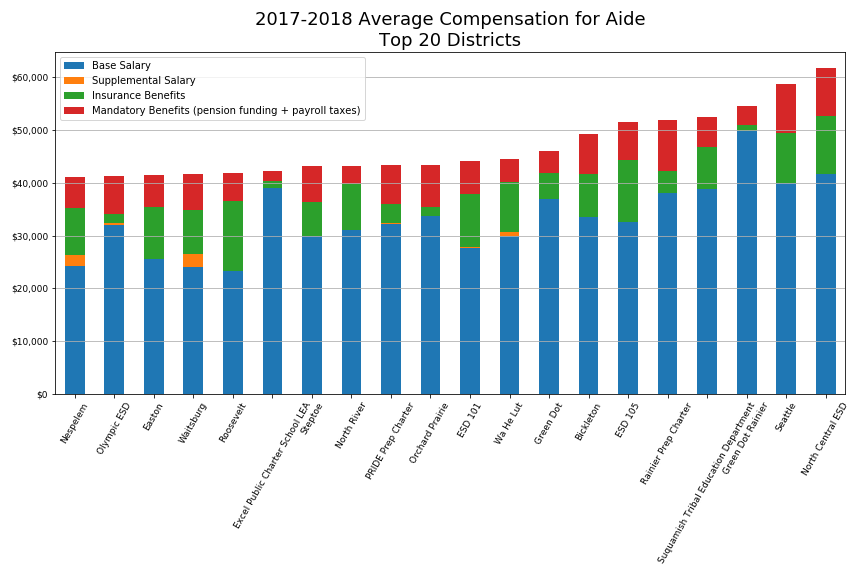 2017-2018 Average Compensation for Aide
Top 20 Districts
Base Salary
Supplemental Salary
Insurance Benefits
Mandatory Benefits (pension funding + payroll taxes)
$60,000
$50,000
$40,000
$30,000
$20,000
$10,000
$0
Nespelem
Olympic ESD
Easton
Waitsburg
Roosevelt
Excel Public Charter School LEA
Steptoe
North River
PRIDE Prep Charter
Orchard Prairie
ESD 101
Wa He Lut
Green Dot
Bickleton
ESD 105
Rainier Prep Charter
Suquamish Tribal Education Department
Green Dot Rainier
Seattle
North Central ESD